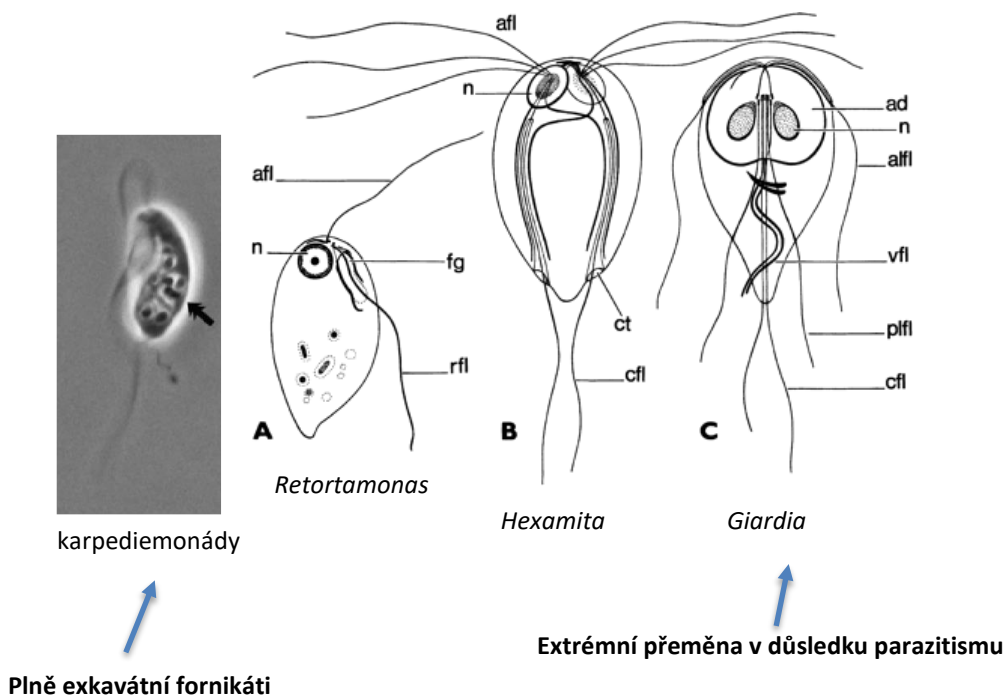 afl
n
ad
n
alfl
afl
n
fg
vfl
ct
plfl
rfl
cfl
cfl
A
B
C
Retortamonas
Hexamita
Giardia
karpediemonády
Extrémní přeměna v důsledku parazitismu
Plně exkavátní fornikáti